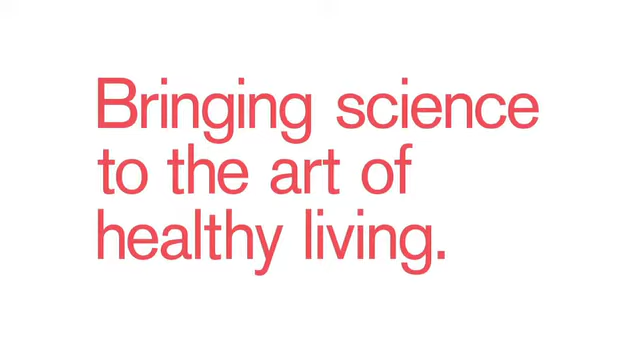 Bringing science
to the art of
healthy living.